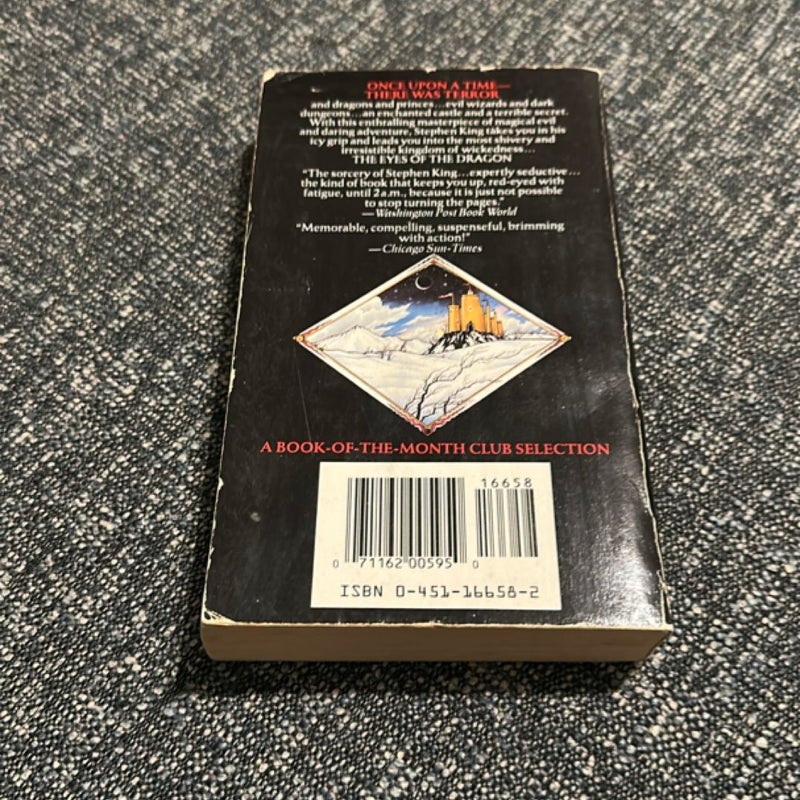 ONCE UPON A TIME—
THERE WAS TERROR
and dragons and princes...evil wizards and dark
dungeons...an enchanted castle and a terrible secret.
With this enthralling masterpiece of magical evil
and daring adventure, Stephen King takes you in his
icy grip and leads you into the most shivery and
irresistible kingdom of wickedness...
THE EYES OF THE DRAGON
"The sorcery of Stephen King...expertly seductive...
the kind of book that keeps you up, red-eyed with
fatigue, until 2 a.m., because it is just not possible
to stop turning the pages."
—Washington Post Book World
"Memorable, compelling, suspenseful, brimming
with action!"
—Chicago Sun-Times
A BOOK-OF-THE-MONTH CLUB SELECTION
16658
0 71162 00595 0
ISBN 0-451-16658-2